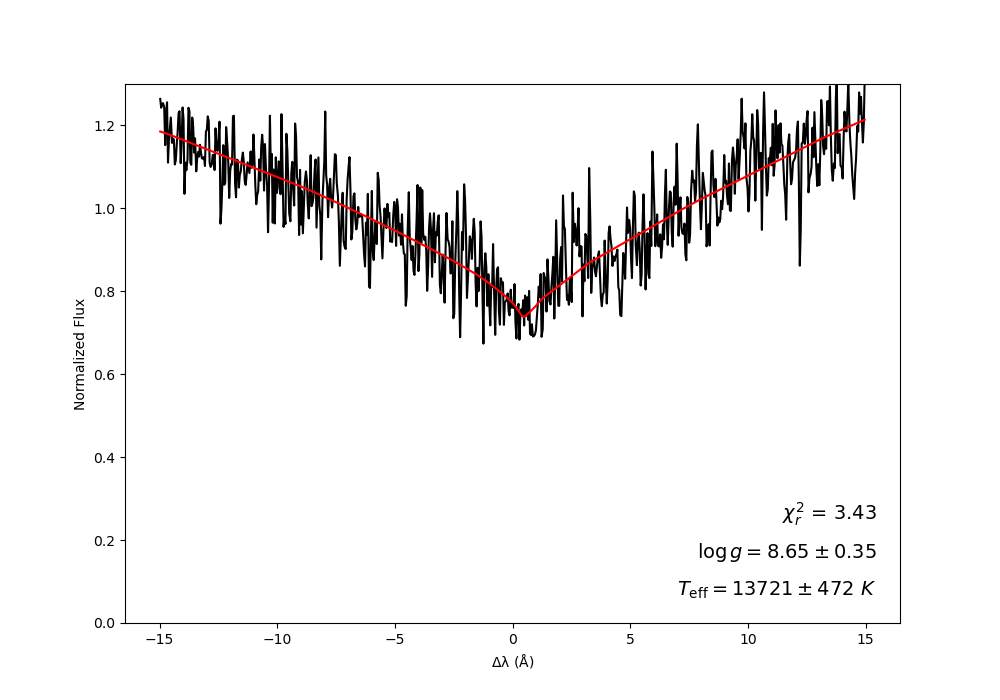 1.2
1.0
0.8
0.6
0.4
0.2
0.0
Normalized Flux
χ²ᵣ = 3.43
log g = 8.65 ± 0.35
T_eff = 13721 ± 472 K
−15 −10 −5 0 5 10 15
Δλ (Å)